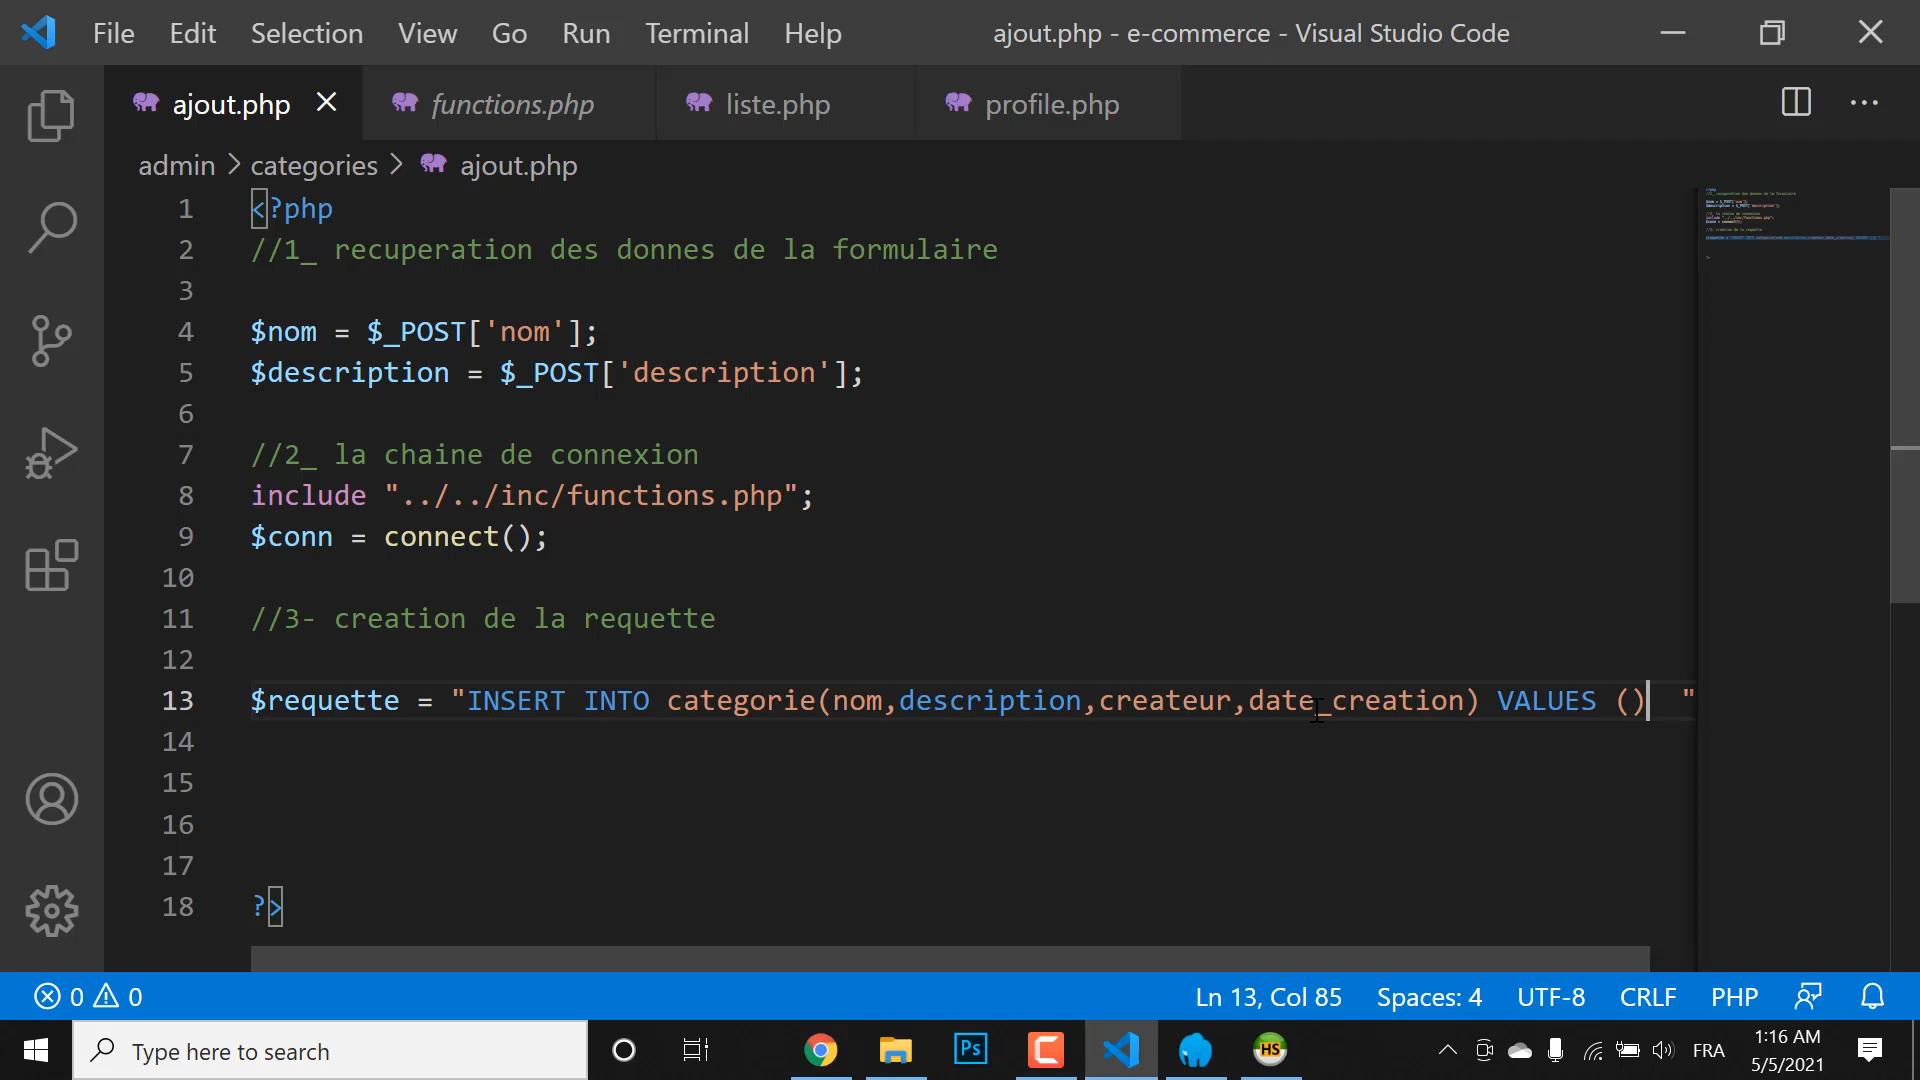 File Edit Selection View Go Run Terminal Help ajout.php - e-commerce - Visual Studio Code
ajout.php functions.php liste.php profile.php
admin > categories > ajout.php
1 <?php
2 //1_ recuperation des donnes de la formulaire
3
4 $nom = $_POST['nom'];
5 $description = $_POST['description'];
6
7 //2_ la chaine de connexion
8 include "../../inc/functions.php";
9 $conn = connect();
10
11 //3- creation de la requette
12
13 $requette = "INSERT INTO categorie(nom,description,createur,date_creation) VALUES () "
14
15
16
17
18 ?>
0 0 Ln 13, Col 85 Spaces: 4 UTF-8 CRLF PHP
Type here to search Ps HS FRA 1:16 AM
5/5/2021